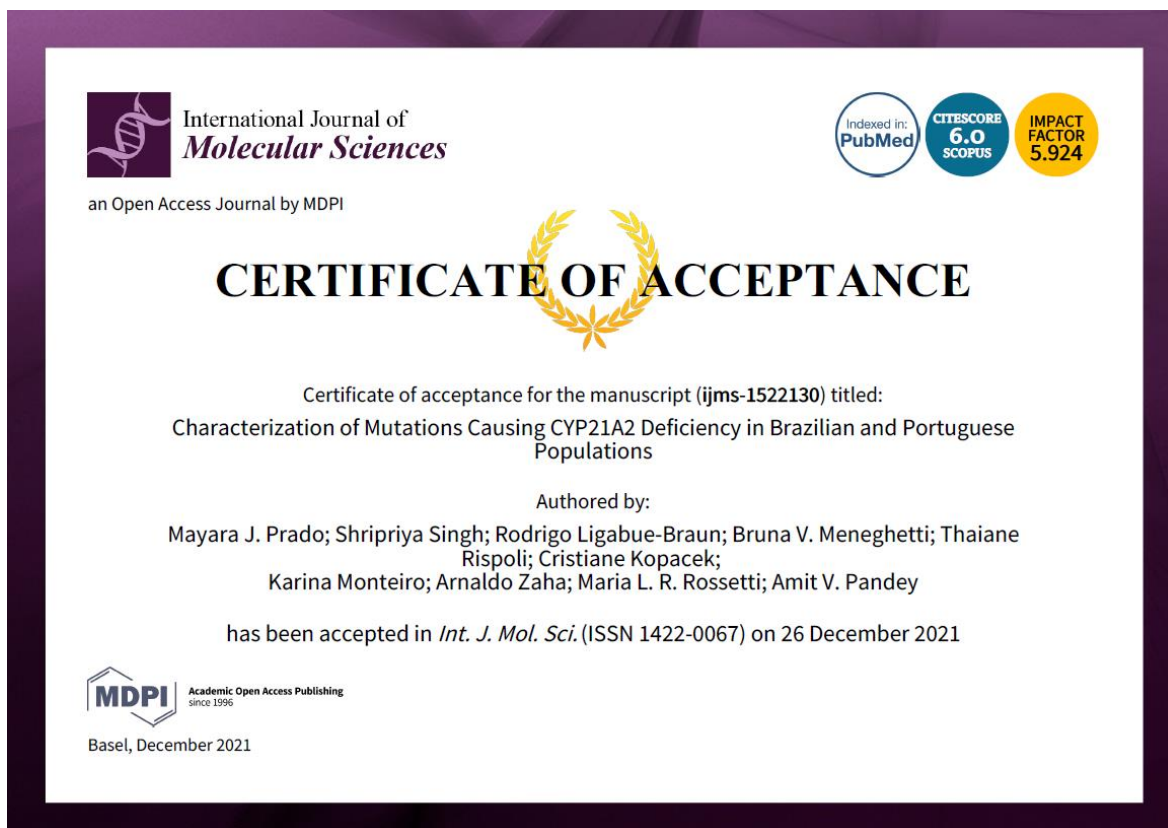 International Journal of
Molecular Sciences
Indexed in:
PubMed
CITESCORE
6.0
SCOPUS
IMPACT
FACTOR
5.924
an Open Access Journal by MDPI
CERTIFICATE OF ACCEPTANCE
Certificate of acceptance for the manuscript (ijms-1522130) titled:
Characterization of Mutations Causing CYP21A2 Deficiency in Brazilian and Portuguese
Populations
Authored by:
Mayara J. Prado; Shripriya Singh; Rodrigo Ligabue-Braun; Bruna V. Meneghetti; Thaiane
Rispoli; Cristiane Kopacek;
Karina Monteiro; Arnaldo Zaha; Maria L. R. Rossetti; Amit V. Pandey
has been accepted in Int. J. Mol. Sci. (ISSN 1422-0067) on 26 December 2021
MDPI
Academic Open Access Publishing
since 1996
Basel, December 2021